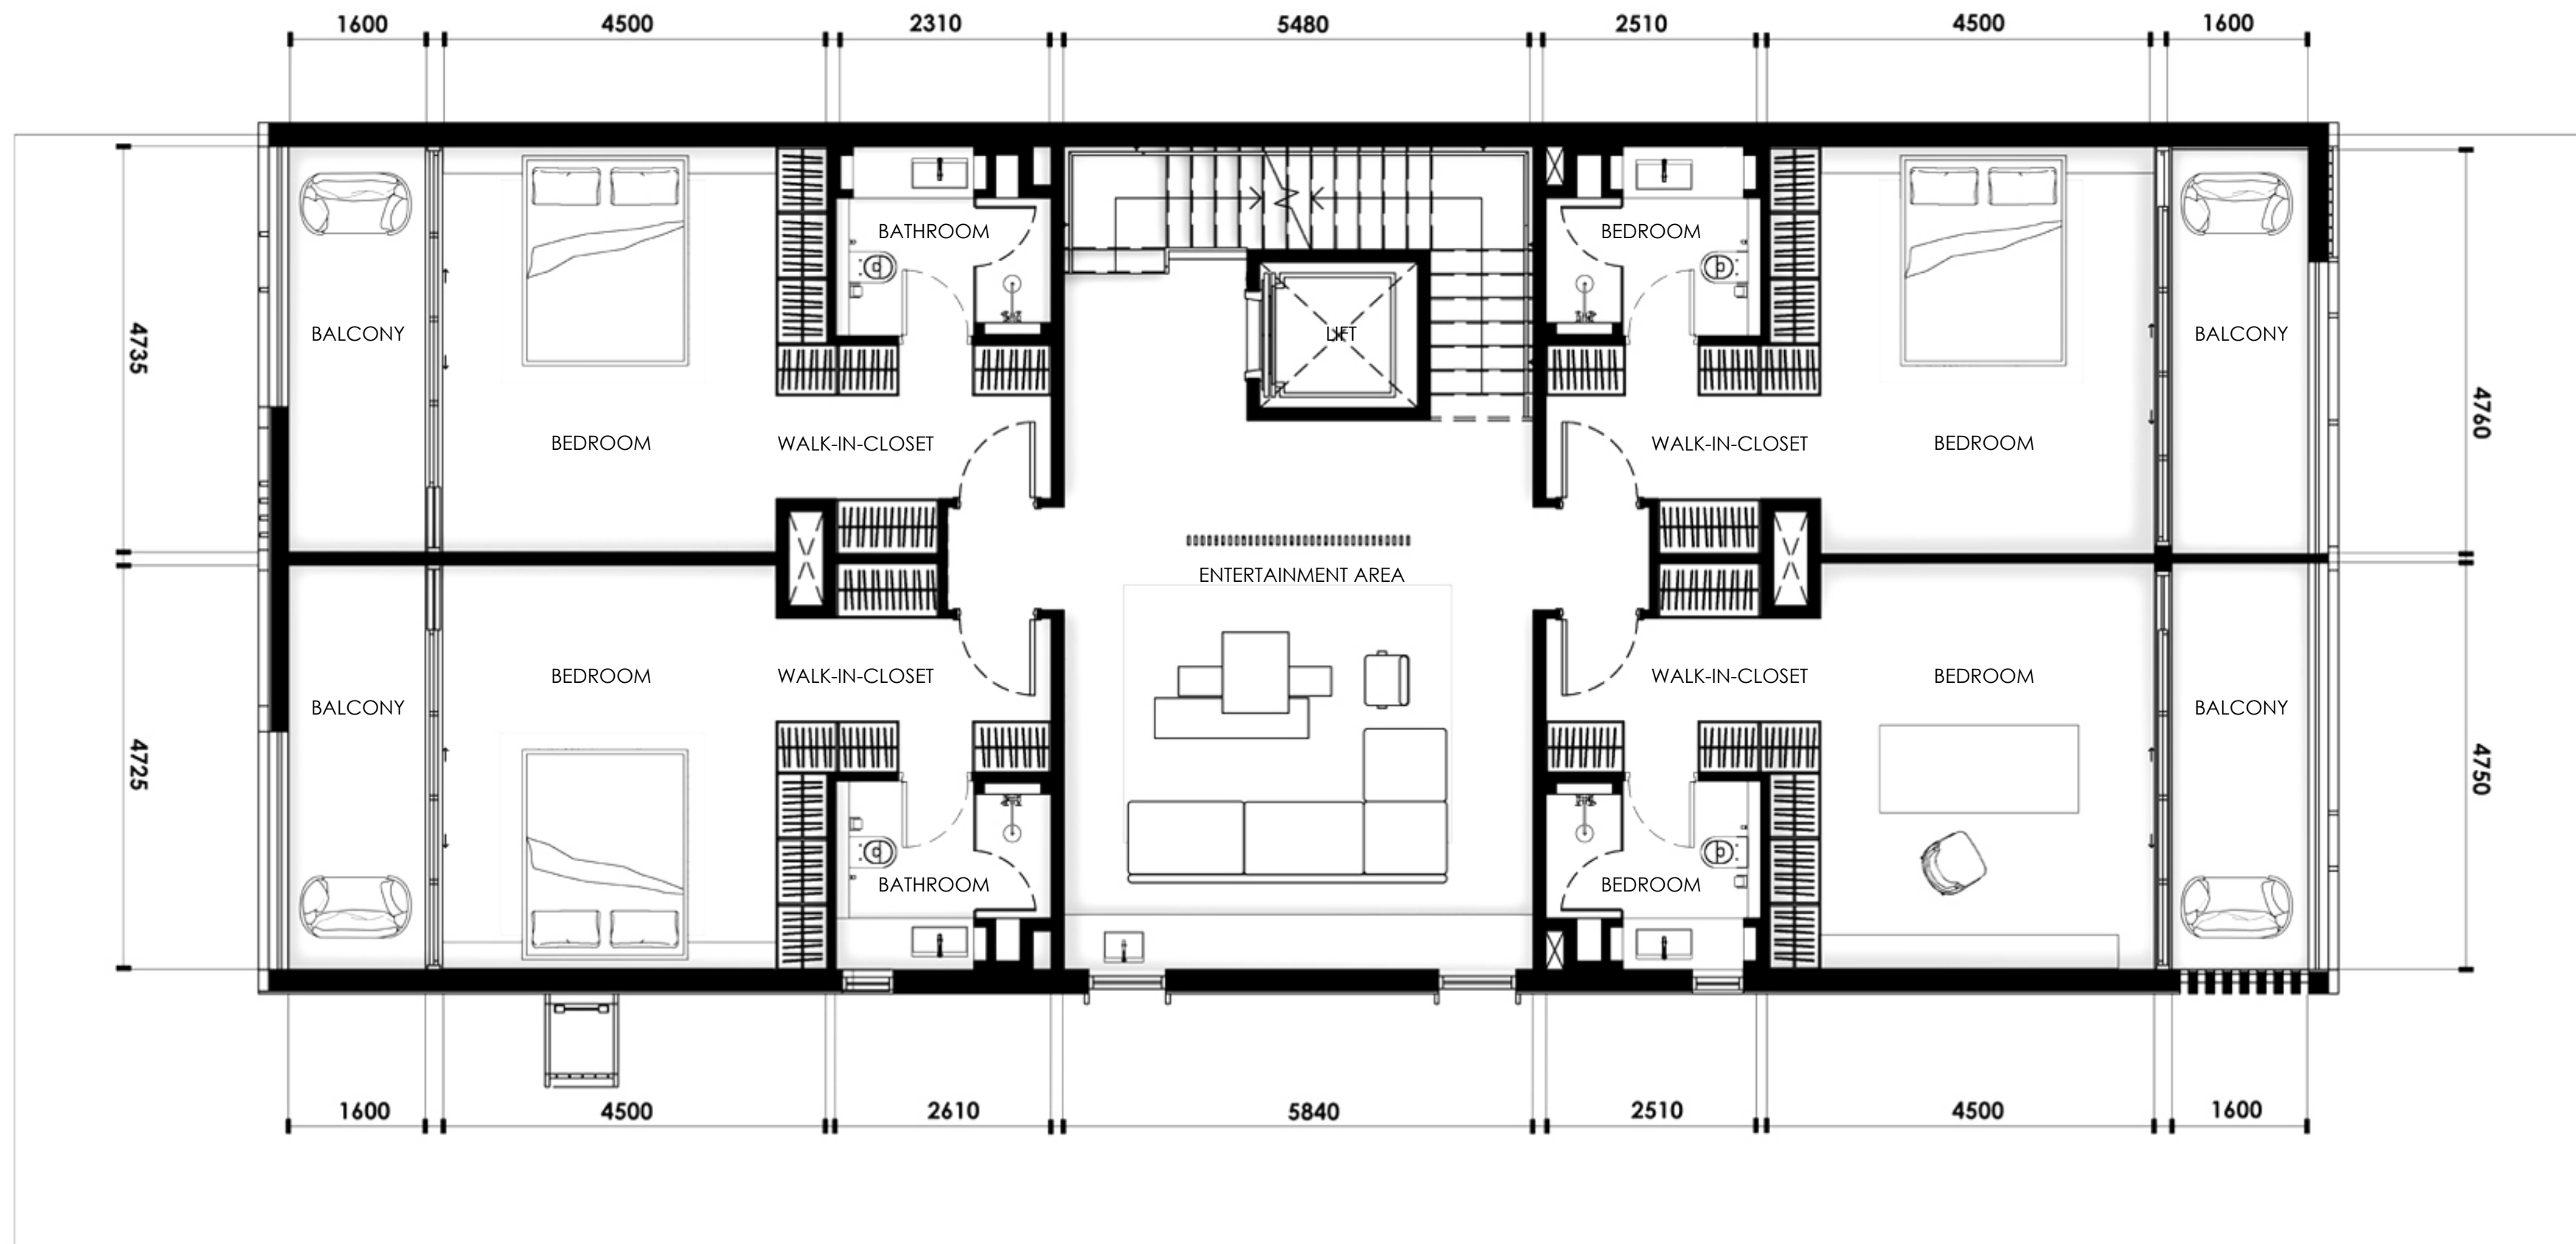 1600 4500 2310 5480 2510 4500 1600
BATHROOM BEDROOM
BALCONY LIFT BALCONY
4735 4760
BEDROOM WALK-IN-CLOSET WALK-IN-CLOSET BEDROOM
ENTERTAINMENT AREA
BEDROOM WALK-IN-CLOSET WALK-IN-CLOSET BEDROOM
BALCONY BALCONY
4725 4750
BATHROOM BEDROOM
1600 4500 2610 5840 2510 4500 1600